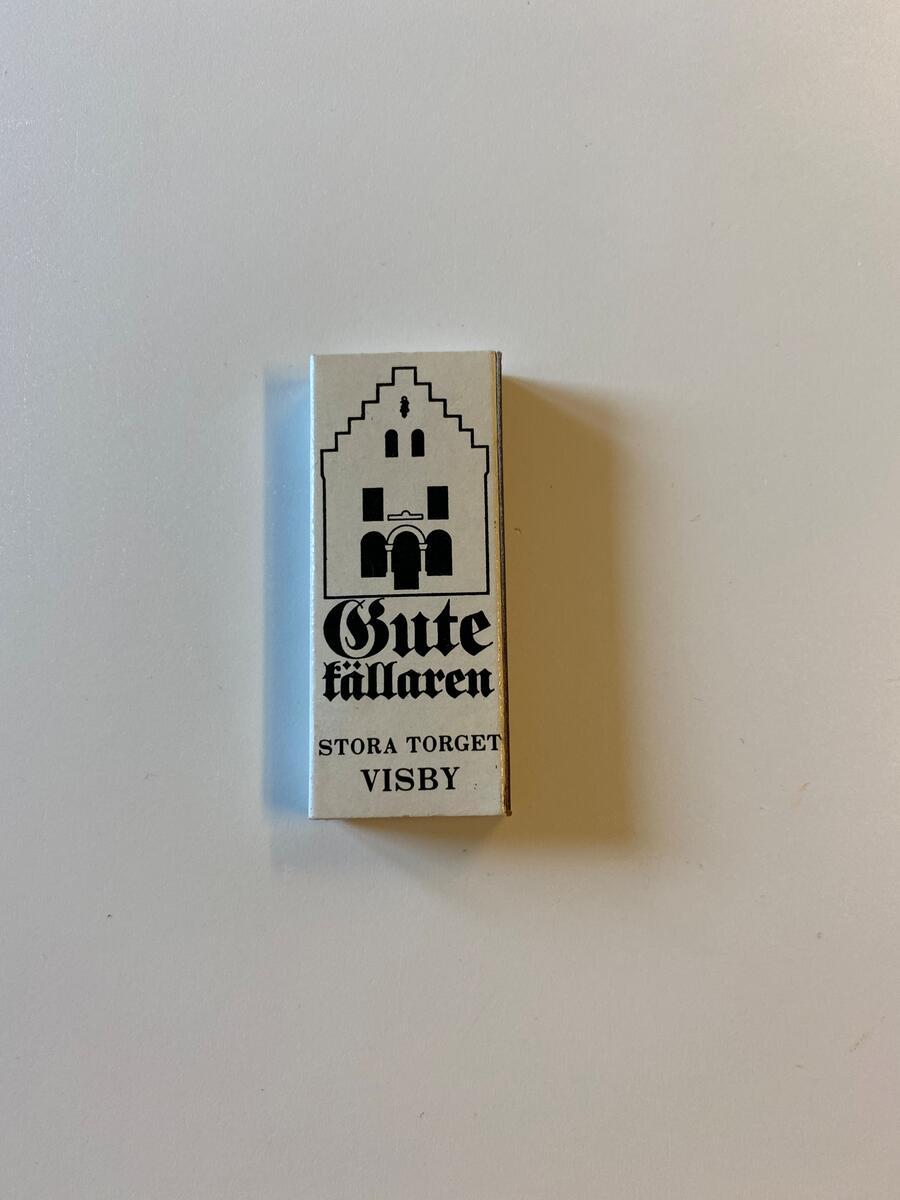 Gute
källaren
STORA TORGET
VISBY